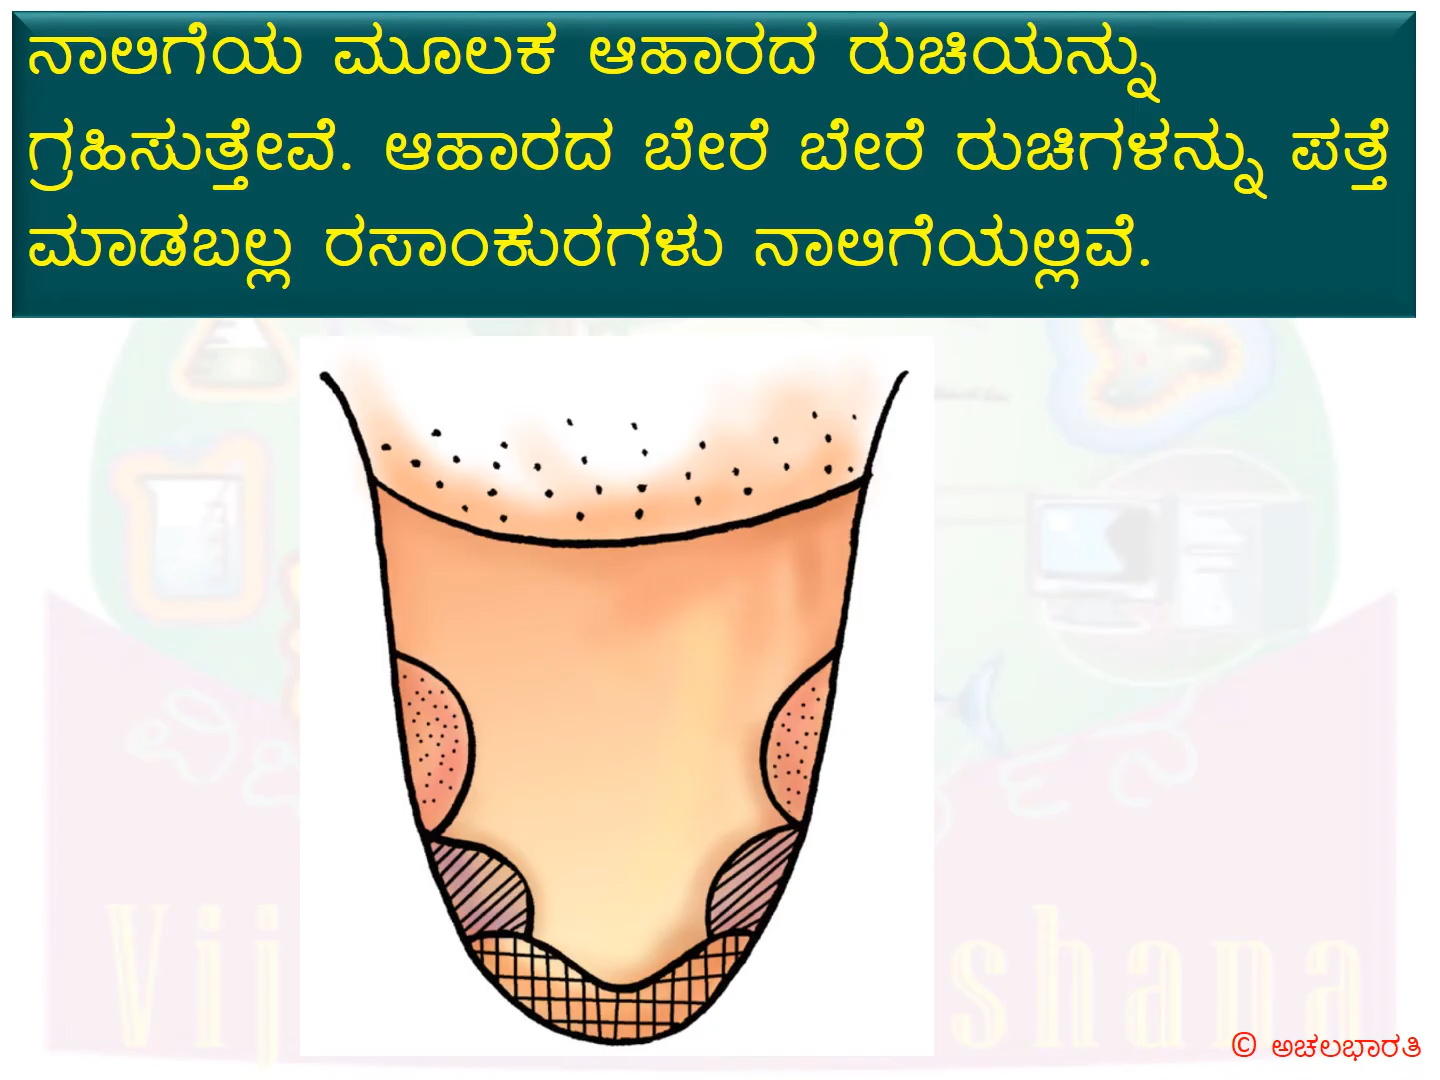 ನಾಲಿಗೆಯ ಮೂಲಕ ಆಹಾರದ ರುಚಿಯನ್ನು
ಗ್ರಹಿಸುತ್ತೇವೆ. ಆಹಾರದ ಬೇರೆ ಬೇರೆ ರುಚಿಗಳನ್ನು ಪತ್ತೆ
ಮಾಡಬಲ್ಲ ರಸಾಂಕುರಗಳು ನಾಲಿಗೆಯಲ್ಲಿವೆ.
© ಅಚಲಭಾರತಿ